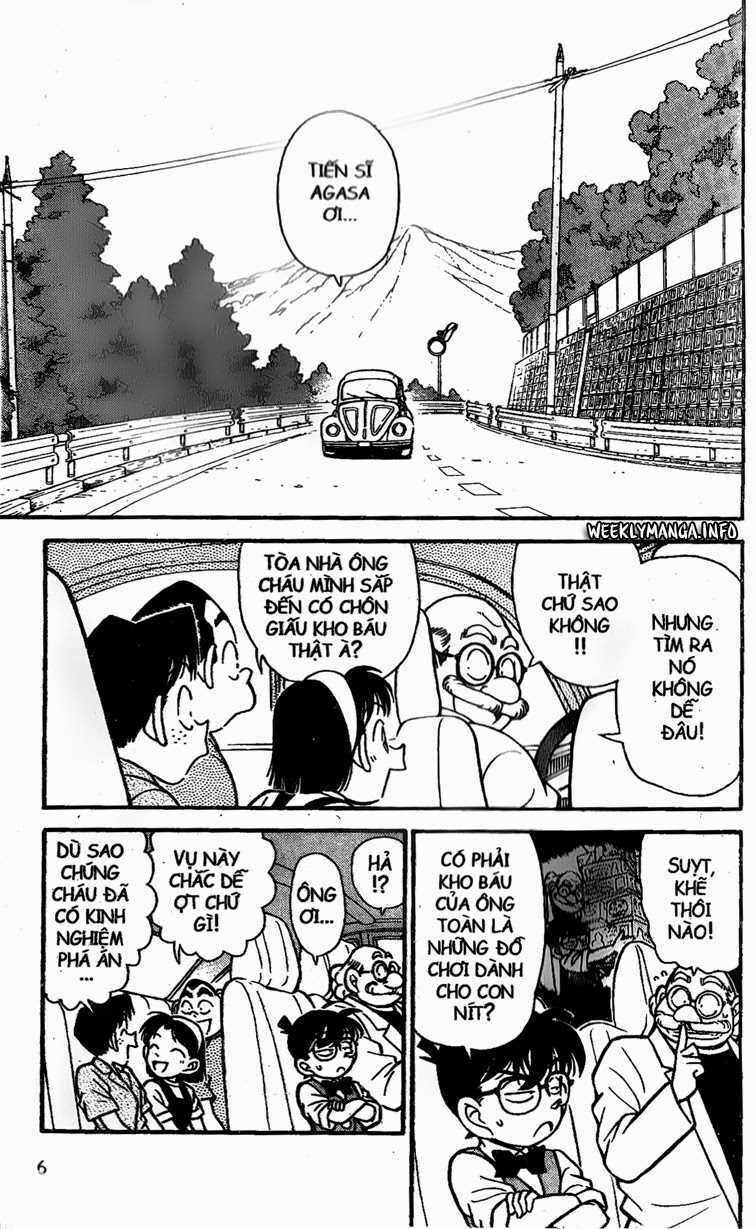 TIẾN SĨ
AGASA
ƠI...
WEEKLYMANGA.INFO
TÒA NHÀ ÔNG
CHÁU MÌNH SẮP
ĐẾN CÓ CHÔN
GIẤU KHO BÁU
THẬT À?
THẬT
CHỨ SAO
KHÔNG
!!
NHƯNG
TÌM RA
NÓ
KHÔNG
DỄ
ĐÂU!
DÙ SAO
CHÚNG
CHÁU ĐÃ
CÓ KINH
NGHIỆM
PHÁ ÁN
...
VỤ NÀY
CHẮC DỄ
ỢT CHỨ
GÌ!
ÔNG
ƠI...
HẢ
!?
CÓ PHẢI
KHO BÁU
CỦA ÔNG
TOÀN LÀ
NHỮNG ĐỒ
CHƠI DÀNH
CHO CON
NÍT?
SUỴT,
KHẼ
THÔI
NÀO!
6